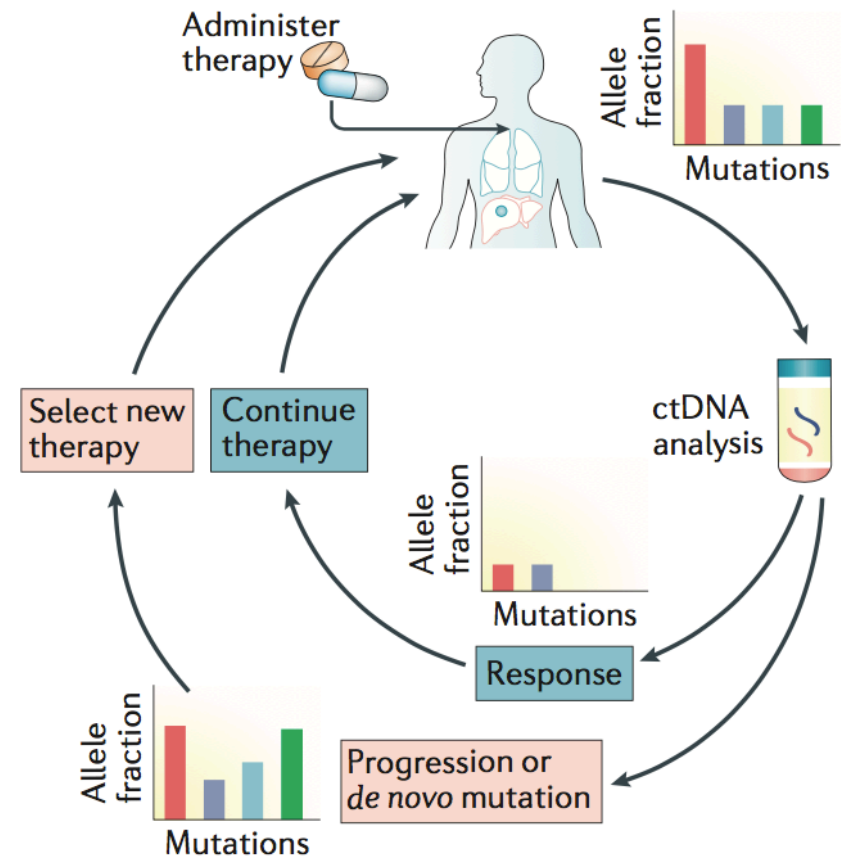 Administer
therapy
Allele
fraction
Mutations
Select new
therapy
Continue
therapy
ctDNA
analysis
Allele
fraction
Mutations
Response
Allele
fraction
Mutations
Progression or
de novo mutation